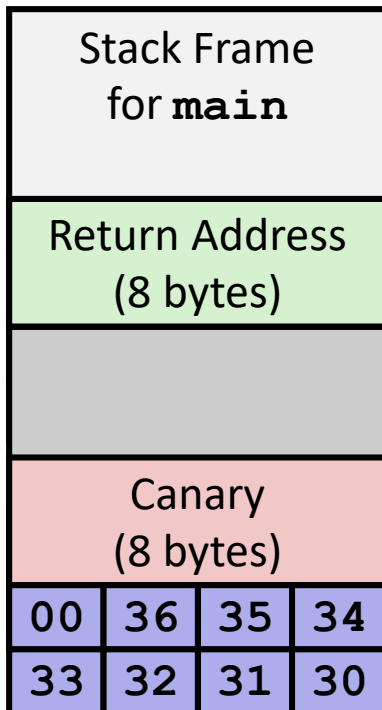 Stack Frame
for main
Return Address
(8 bytes)
Canary
(8 bytes)
00 36 35 34
33 32 31 30